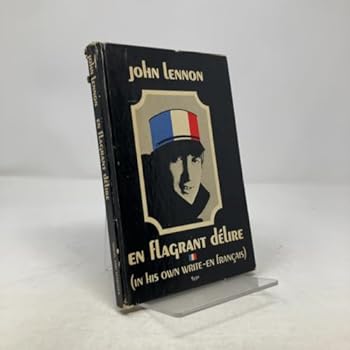 john LENNON
EN flAGRANT dÉliRE
(iN his OWN WRITE-EN fRANÇAis)
john LENNON EN flAGRANT dÉliRE